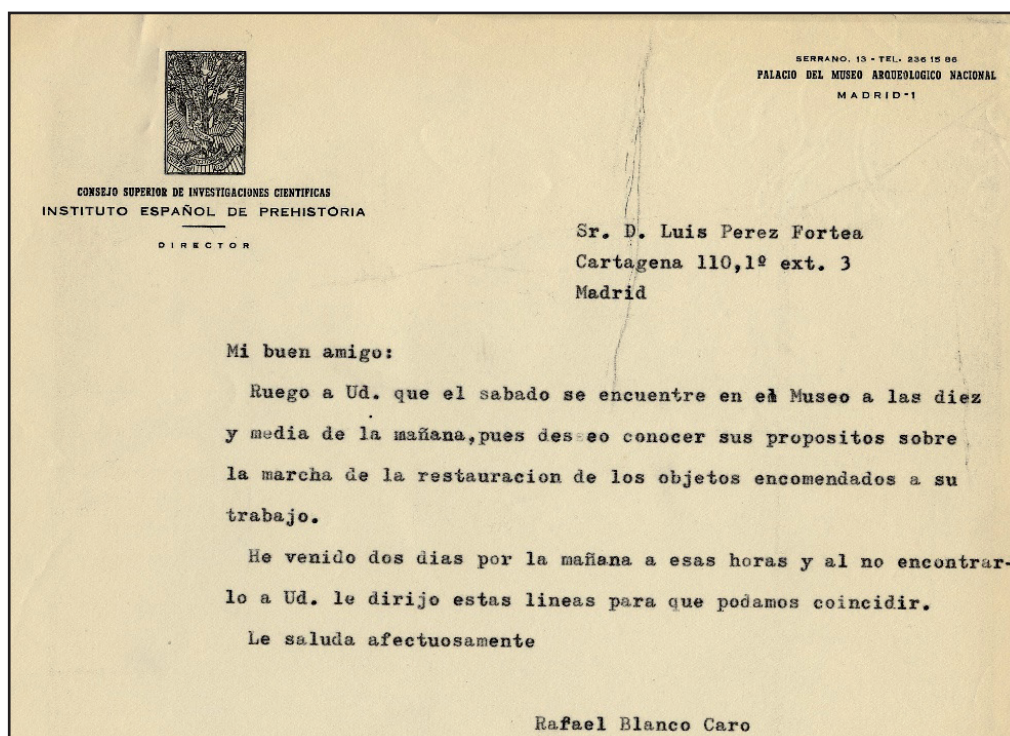 SERRANO, 13 - TEL. 236 15 86
PALACIO DEL MUSEO ARQUEOLOGICO NACIONAL
MADRID-1
CONSEJO SUPERIOR DE INVESTIGACIONES CIENTIFICAS
INSTITUTO ESPAÑOL DE PREHISTORIA
DIRECTOR
Sr. D. Luis Perez Fortea
Cartagena 110,1º ext. 3
Madrid
Mi buen amigo:
Ruego a Ud. que el sabado se encuentre en el Museo a las diez
y media de la mañana,pues desseo conocer sus propositos sobre
la marcha de la restauracion de los objetos encomendados a su
trabajo.
He venido dos dias por la mañana a esas horas y al no encontrar-
lo a Ud. le dirijo estas lineas para que podamos coincidir.
Le saluda afectuosamente
Rafael Blanco Caro